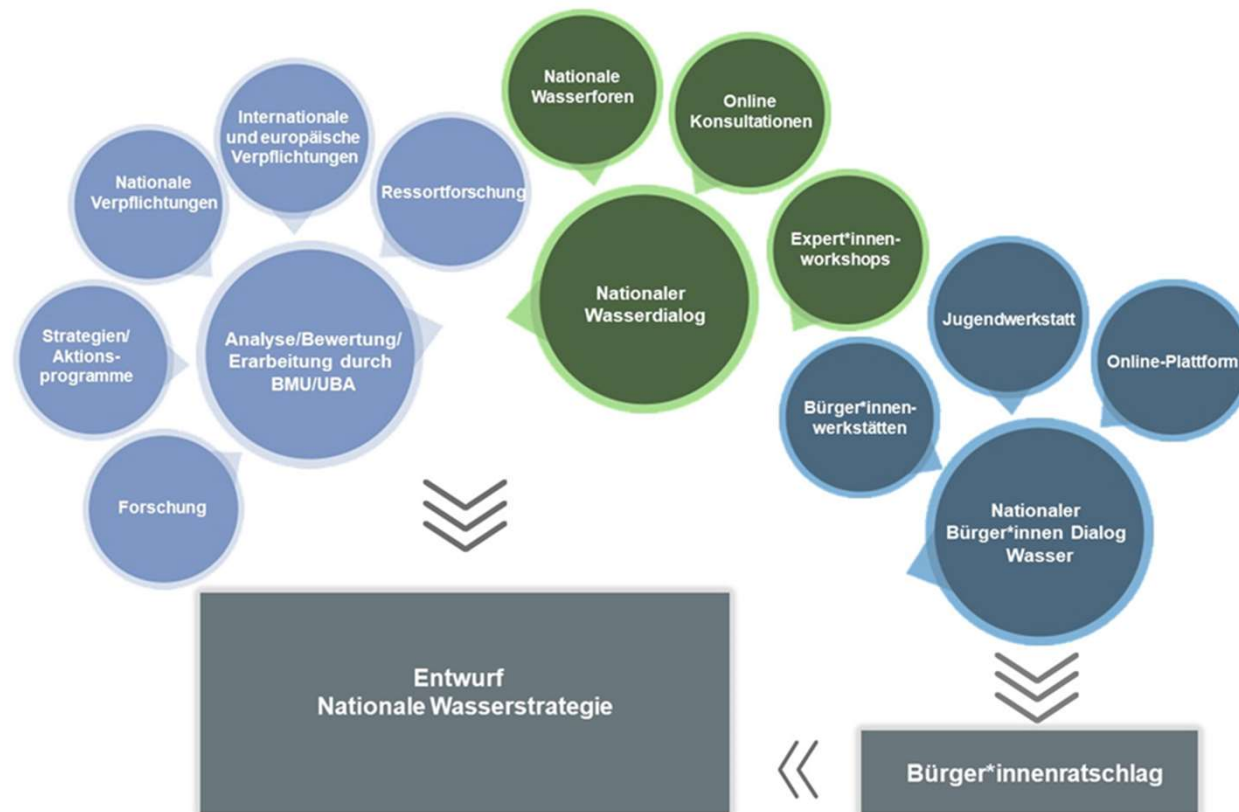 Nationale
Wasserforen
Online
Konsultationen
Internationale
und europäische
Verpflichtungen
Nationale
Verpflichtungen
Ressortforschung
Expert*innen-
workshops
Nationaler
Wasserdialog
Strategien/
Aktions-
programme
Analyse/Bewertung/
Erarbeitung durch
BMU/UBA
Jugendwerkstatt
Online-Plattform
Bürger*innen-
werkstätten
Forschung
Nationaler
Bürger*innen Dialog
Wasser
Entwurf
Nationale Wasserstrategie
Bürger*innenratschlag